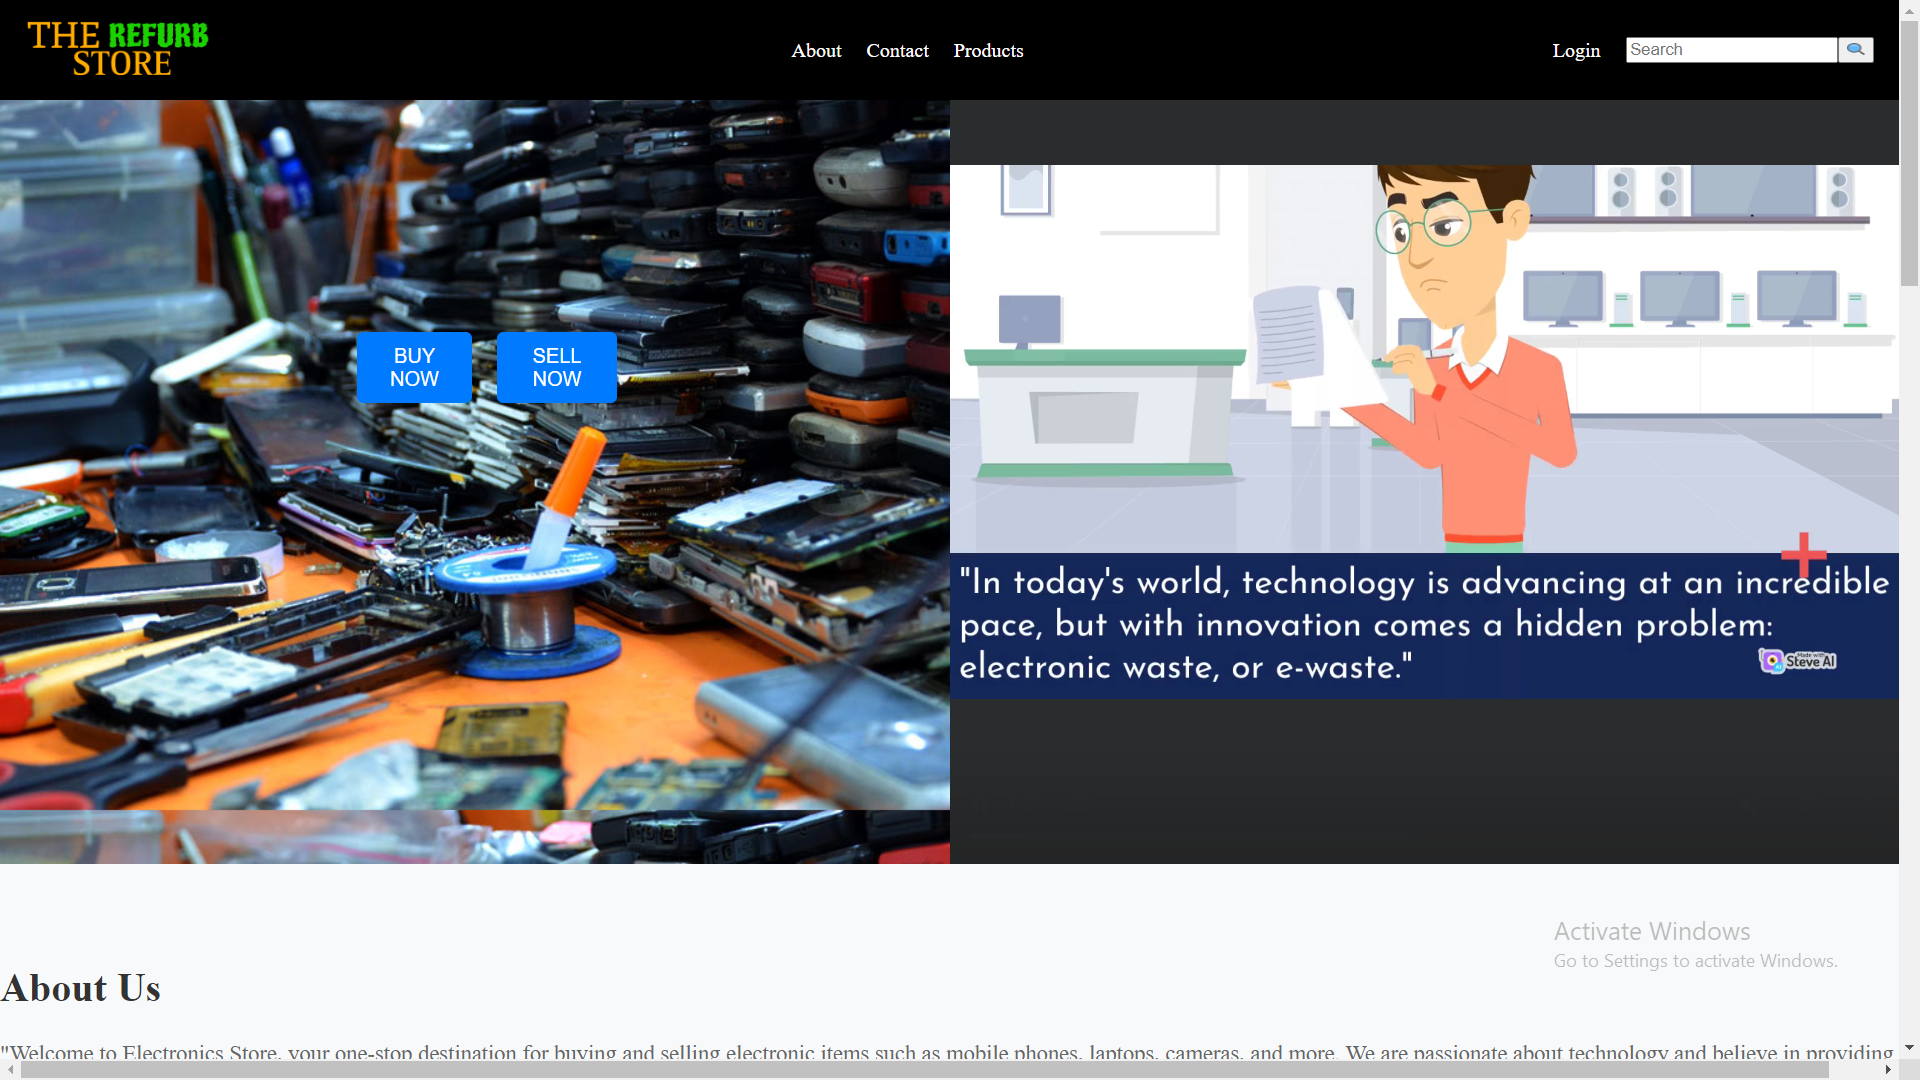 THE REFURB
STORE
About
Contact
Products
Login
Search
BUY
NOW
SELL
NOW
"In today's world, technology is advancing at an incredible
pace, but with innovation comes a hidden problem:
electronic waste, or e-waste."
Made with
Steve AI
Activate Windows
Go to Settings to activate Windows.
About Us
"Welcome to Electronics Store, your one-stop destination for buying and selling electronic items such as mobile phones, laptops, cameras, and more. We are passionate about technology and believe in providing